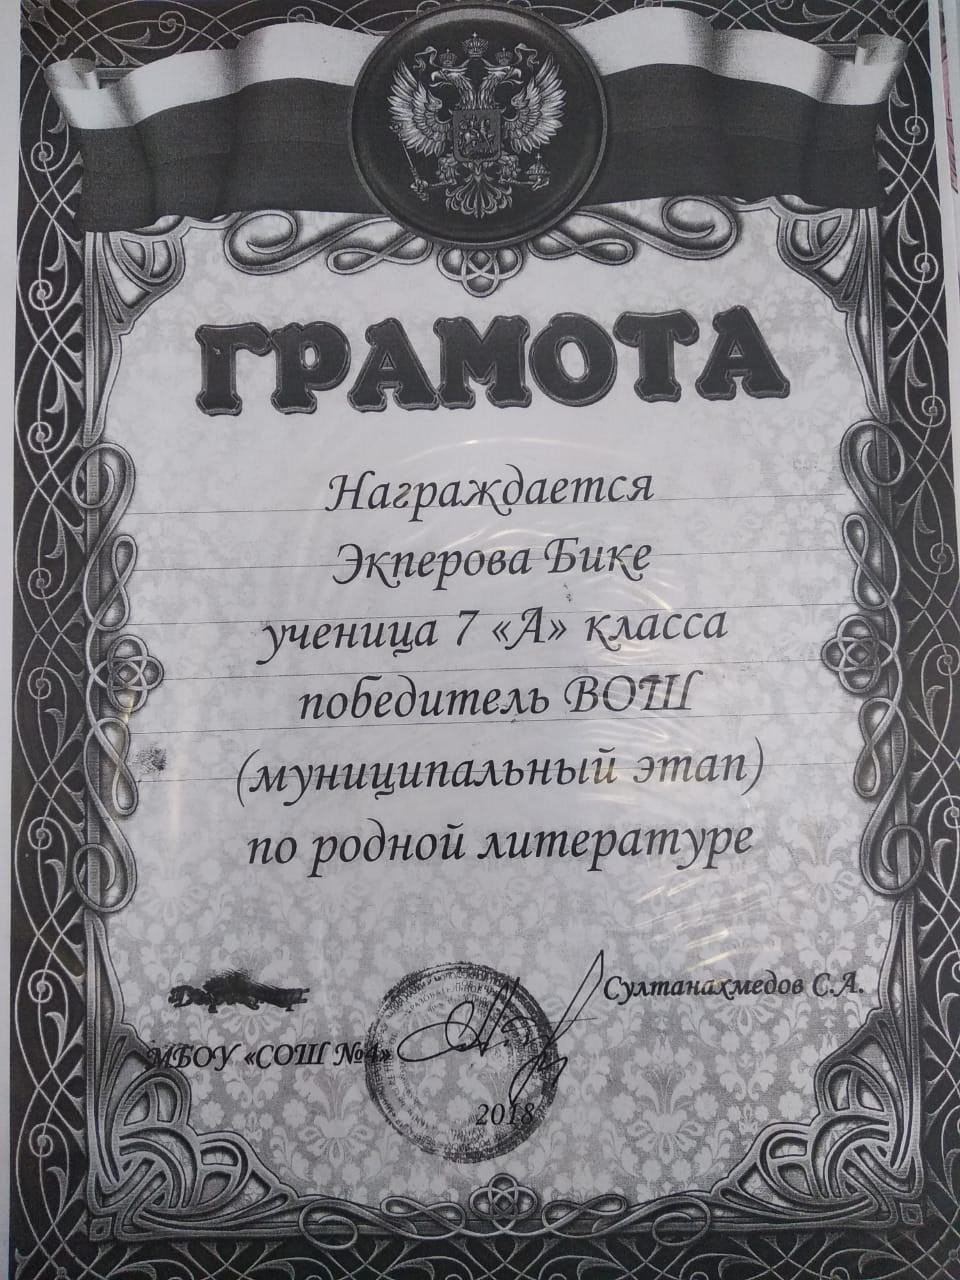 ГРАМОТА
Награждается
Экперова Бике
ученица 7 «А» класса
победитель ВОШ
(муниципальный этап)
по родной литературе
Султанахмедов С.А.
МБОУ «СОШ №4»
2018